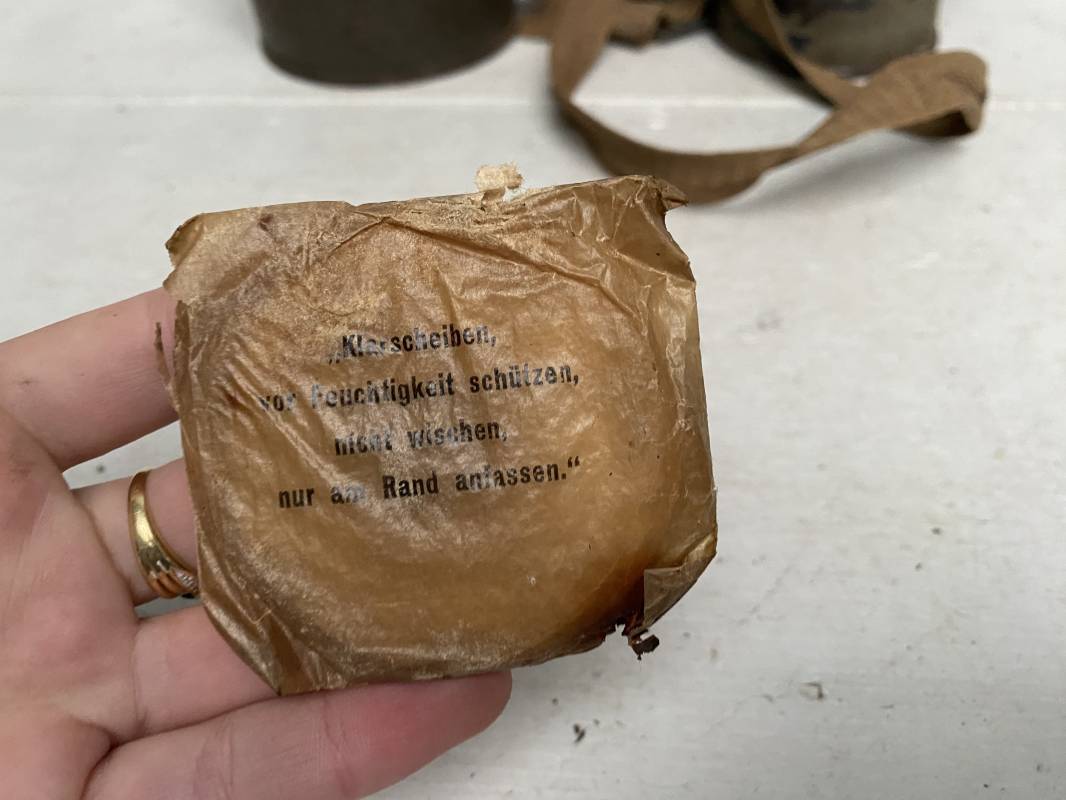 „Klarscheiben,
vor Feuchtigkeit schützen,
nicht wischen,
nur am Rand anfassen.“